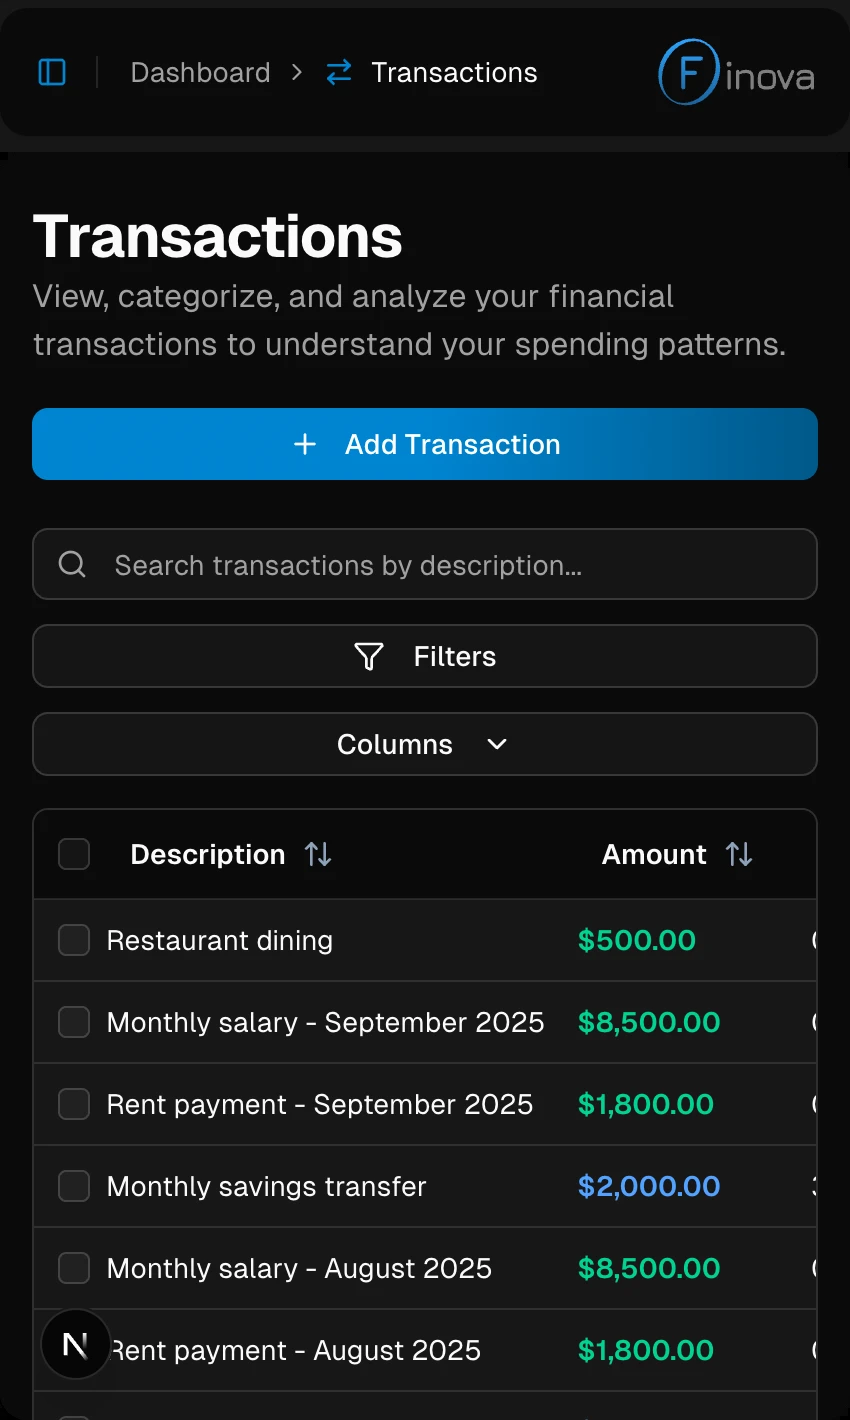 Dashboard > Transactions
Finova
Transactions
View, categorize, and analyze your financial
transactions to understand your spending patterns.
+ Add Transaction
Search transactions by description...
Filters
Columns
Description Amount
Restaurant dining $500.00
Monthly salary - September 2025 $8,500.00
Rent payment - September 2025 $1,800.00
Monthly savings transfer $2,000.00
Monthly salary - August 2025 $8,500.00
N
Rent payment - August 2025 $1,800.00